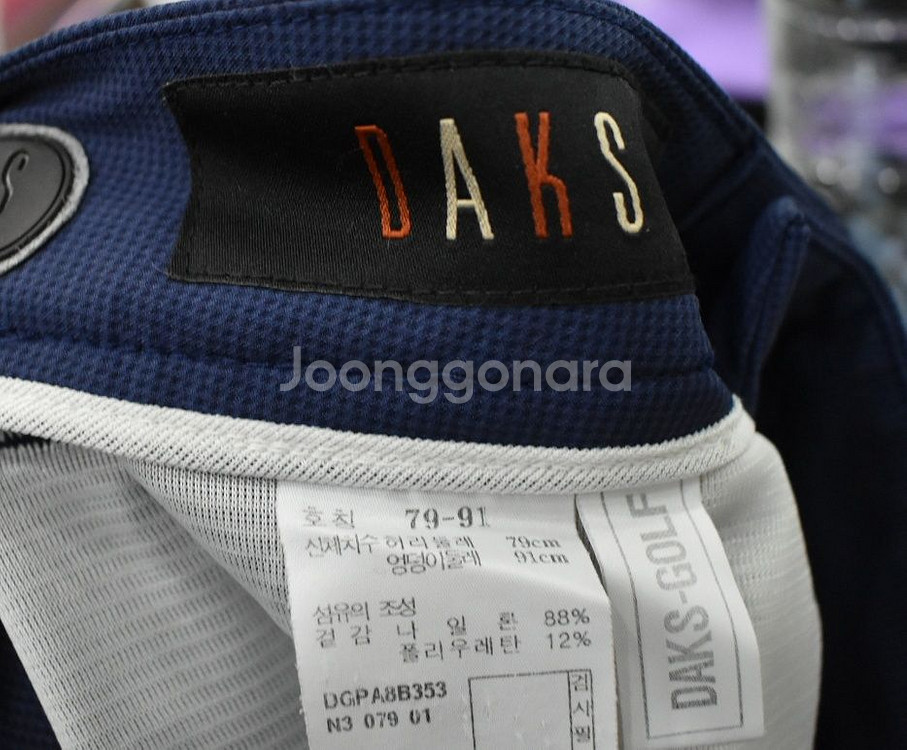 DAKS
S
Joonggonara
호 칭 79-91
신체치수 허리둘레 79cm
엉덩이둘레 91cm
섬유의 조성
겉 감 나 일 론 88%
폴 리 우 레 탄 12%
DGPA8B353
N3 079 01
검
시
필
DAKS-GOLF